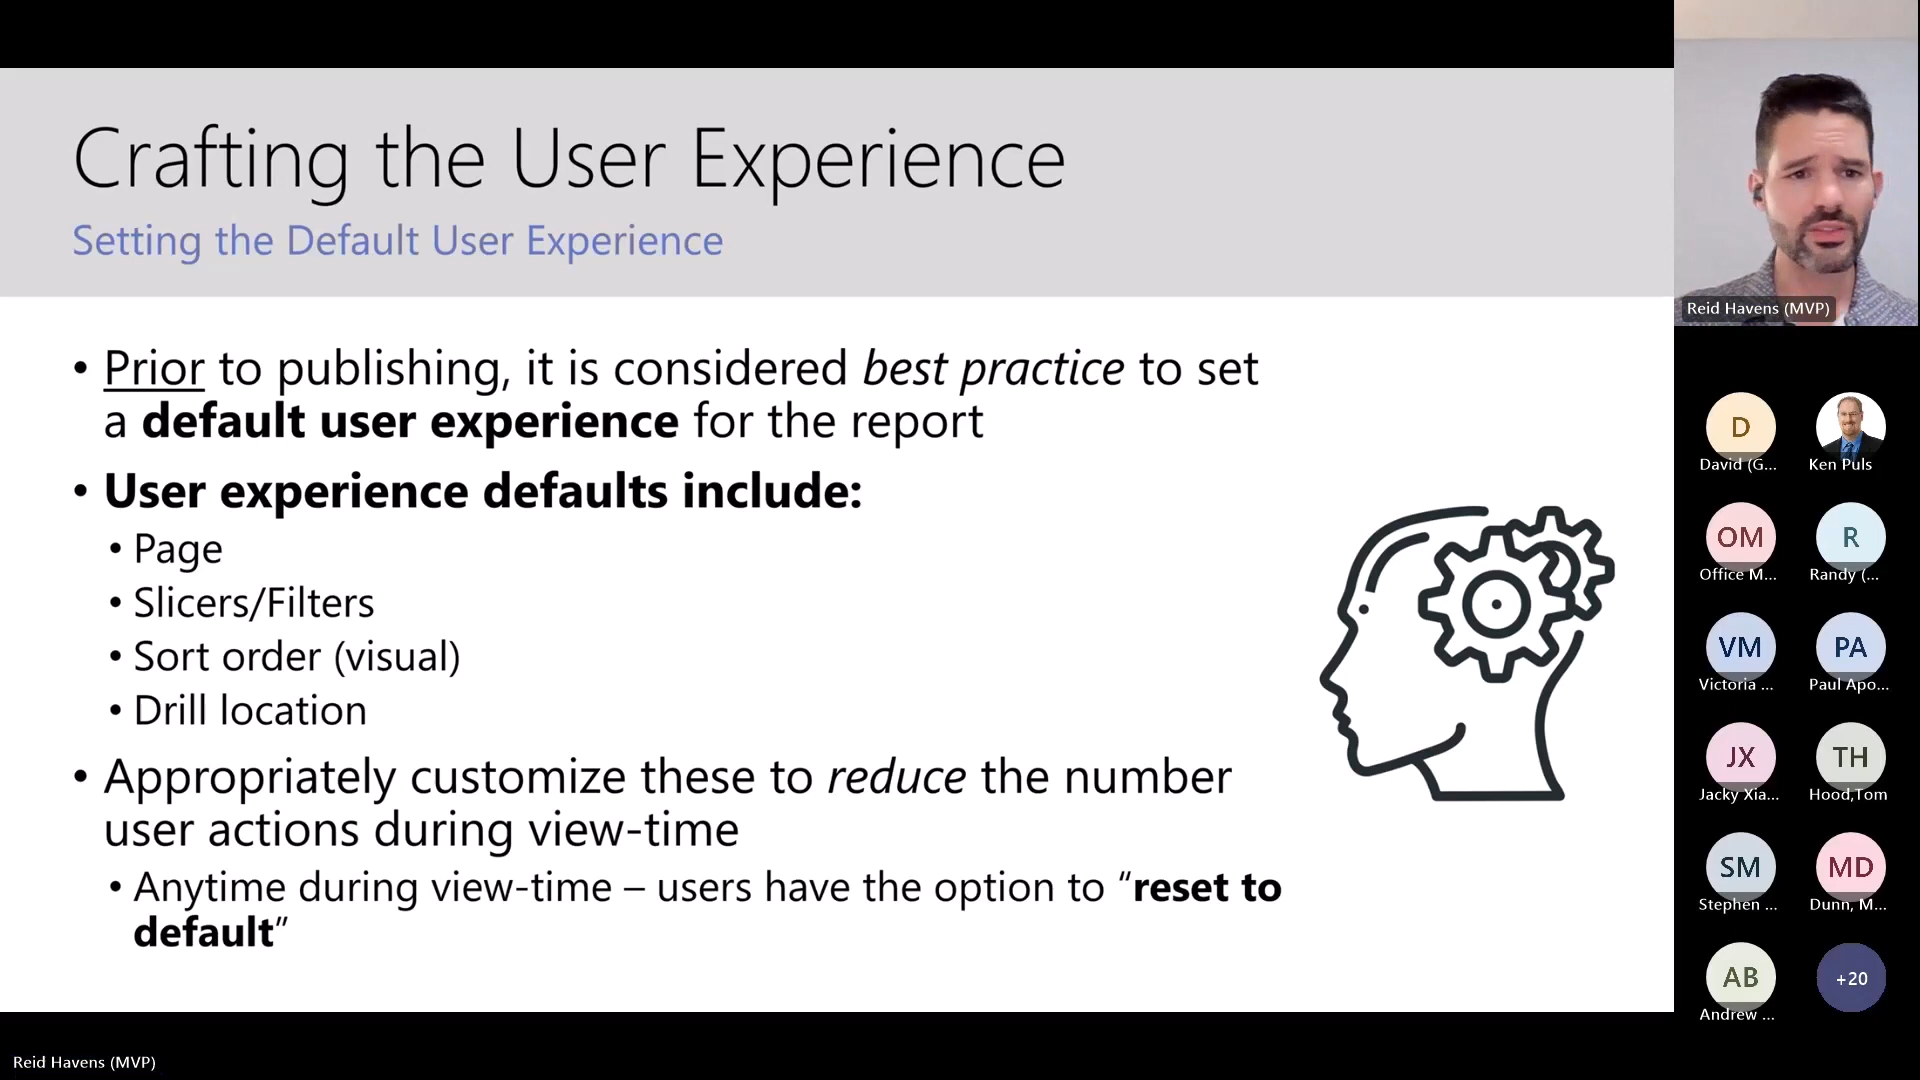 Crafting the User Experience
Setting the Default User Experience
• Prior to publishing, it is considered best practice to set
a default user experience for the report
• User experience defaults include:
• Page
• Slicers/Filters
• Sort order (visual)
• Drill location
• Appropriately customize these to reduce the number
user actions during view-time
• Anytime during view-time – users have the option to “reset to
default”
Reid Havens (MVP)
D
David (G...
Ken Puls
OM
Office M...
R
Randy (...
VM
Victoria ...
PA
Paul Apo...
JX
Jacky Xia...
TH
Hood,Tom
SM
Stephen ...
MD
Dunn, M...
AB
Andrew ...
+20
Reid Havens (MVP)